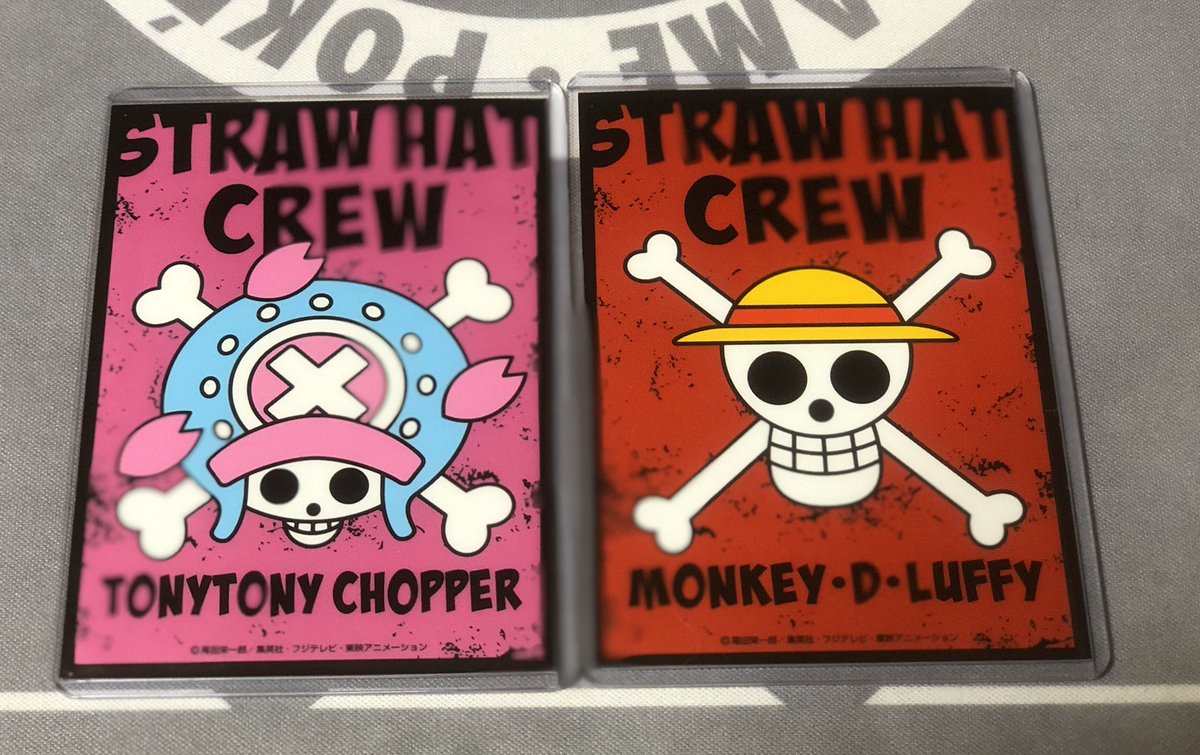 STRAW HAT
CREW
TONYTONY CHOPPER
©尾田栄一郎/集英社・フジテレビ・東映アニメーション
STRAW HAT
CREW
MONKEY・D・LUFFY
©尾田栄一郎/集英社・フジテレビ・東映アニメーション
AME・POKÉ